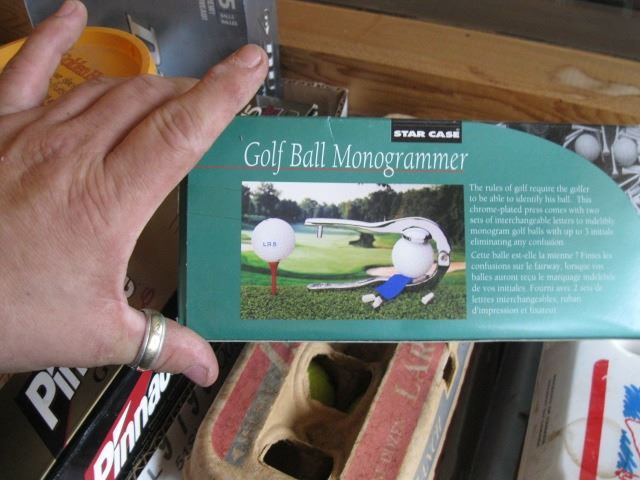 STAR CASE
Golf Ball Monogrammer
The rules of golf require the golfer
to be able to identify his ball. This
chrome-plated press comes with two
sets of interchangeable letters to indelibly
monogram golf balls with up to 3 initials
eliminating any confusion.
Cette balle est-elle la mienne ? Finies les
confusions sur le fairway, lorsque vos
balles auront reçu le marquage indélébile
de vos initiales. Fourni avec 2 sets de
lettres interchangeables, ruban
d'impression et fixateur
5
Pinnac
LAR